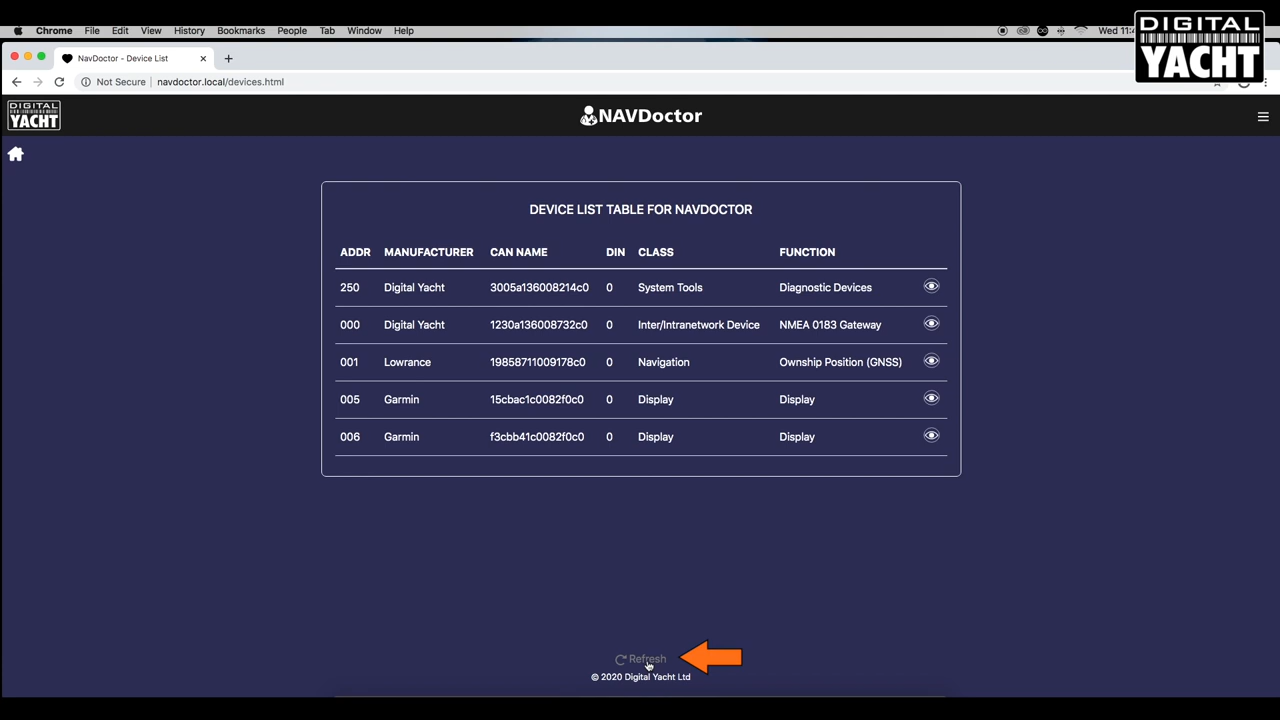 Chrome File Edit View History Bookmarks People Tab Window Help
DIGITAL
YACHT
NavDoctor - Device List
Not Secure | navdoctor.local/devices.html
DIGITAL
YACHT
NAVDoctor
DEVICE LIST TABLE FOR NAVDOCTOR
ADDR MANUFACTURER CAN NAME DIN CLASS FUNCTION
250 Digital Yacht 3005a136008214c0 0 System Tools Diagnostic Devices
000 Digital Yacht 1230a136008732c0 0 Inter/Intranetwork Device NMEA 0183 Gateway
001 Lowrance 19858711009178c0 0 Navigation Ownship Position (GNSS)
005 Garmin 15cbac1c0082f0c0 0 Display Display
006 Garmin f3cbb41c0082f0c0 0 Display Display
Refresh
© 2020 Digital Yacht Ltd